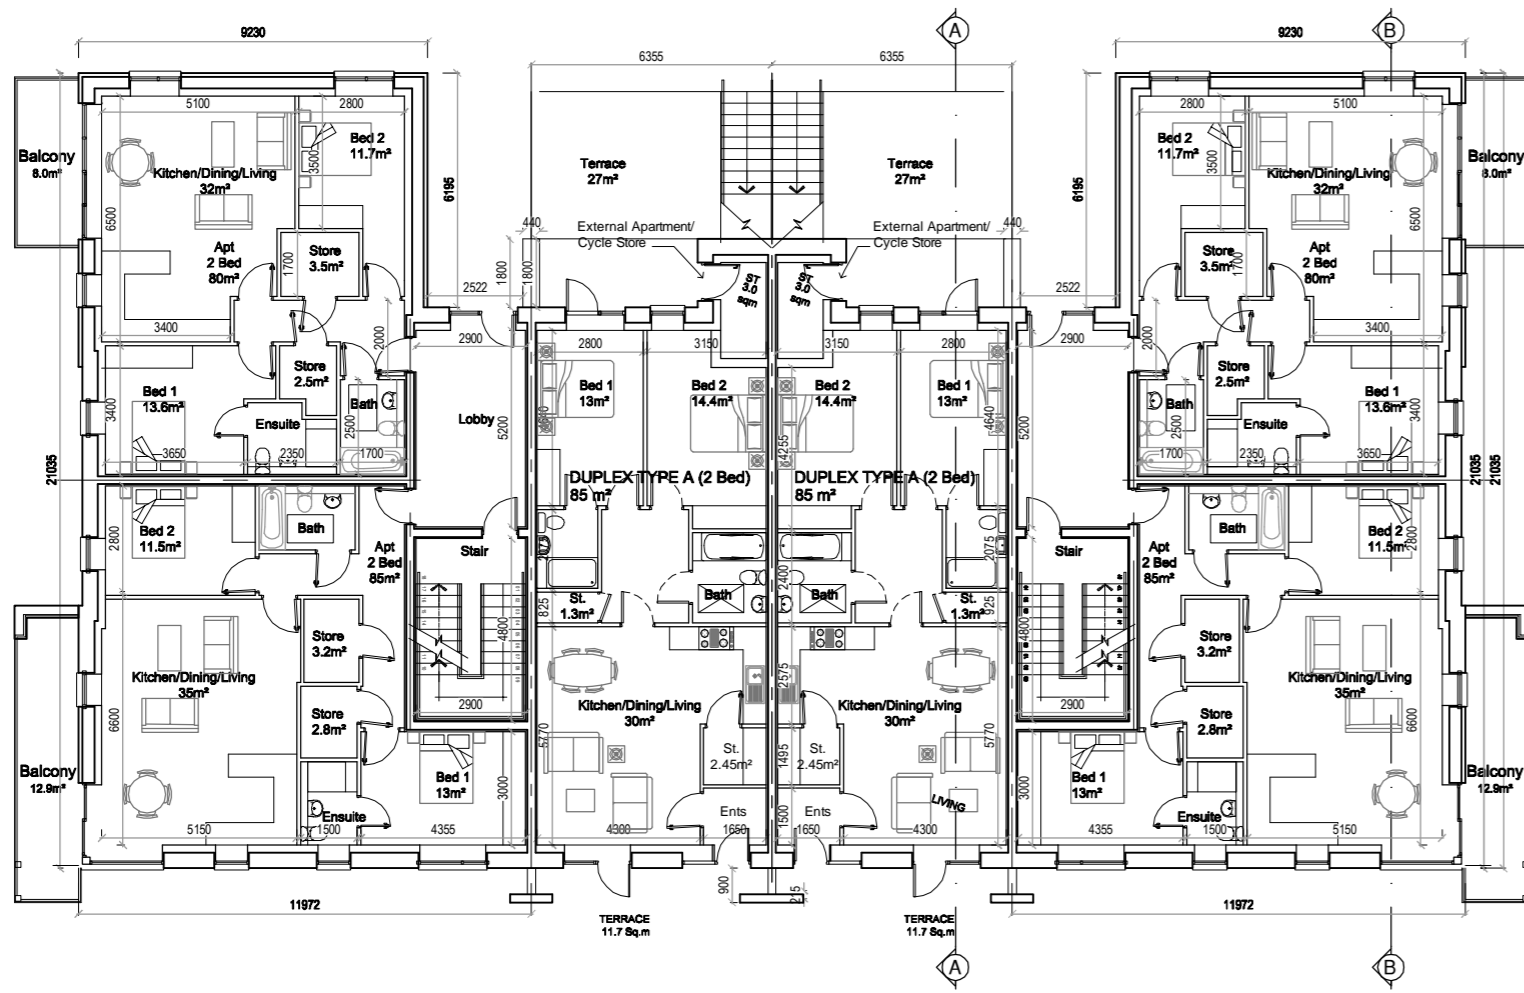 A
B
9230
6355
6355
9230
5100
2800
2800
5100
Balcony
8.0m²
Kitchen/Dining/Living
32m²
Bed 2
11.7m²
3500
6195
6500
Terrace
27m²
Terrace
27m²
External Apartment/
Cycle Store
External Apartment/
Cycle Store
440
440
Apt
2 Bed
80m²
Store
3.5m²
1700
1800
1800
2522
ST
3.0
sqm
ST
3.0
sqm
2522
6195
Bed 2
11.7m²
3500
Kitchen/Dining/Living
32m²
Balcony
8.0m²
6500
Store
3.5m²
1700
Apt
2 Bed
80m²
3400
2000
2900
2800
3150
3150
2800
2900
2000
3400
Bed 1
13.6m²
3400
Store
2.5m²
Bath
Ensuite
2500
3650
2350
1700
Lobby
5200
Bed 1
13m²
4640
Bed 2
14.4m²
Bed 2
14.4m²
4255
Bed 1
13m²
4640
5200
Store
2.5m²
Bath
Ensuite
2500
1700
2350
3650
Bed 1
13.6m²
3400
21035
21035
21035
DUPLEX TYPE A (2 Bed)
85 m²
DUPLEX TYPE A (2 Bed)
85 m²
Bed 2
11.5m²
2800
Bath
Apt
2 Bed
85m²
Stair
2075
2400
2075
Stair
Apt
2 Bed
85m²
Bath
Bed 2
11.5m²
2800
St.
1.3m²
825
Bath
Bath
St.
1.3m²
925
Store
3.2m²
4800
4800
Store
3.2m²
Kitchen/Dining/Living
35m²
6600
Store
2.8m²
2900
Kitchen/Dining/Living
30m²
5770
2575
Kitchen/Dining/Living
30m²
5770
2900
Store
2.8m²
Kitchen/Dining/Living
35m²
6600
St.
2.45m²
1495
St.
2.45m²
Balcony
12.9m²
Bed 1
13m²
3000
Ensuite
Ents
1500
Ents
LIVING
3000
Bed 1
13m²
Ensuite
Balcony
12.9m²
5150
1500
4355
4300
1650
1650
4300
4355
1500
5150
900
215
11972
TERRACE
11.7 Sq.m
TERRACE
11.7 Sq.m
11972
A
B